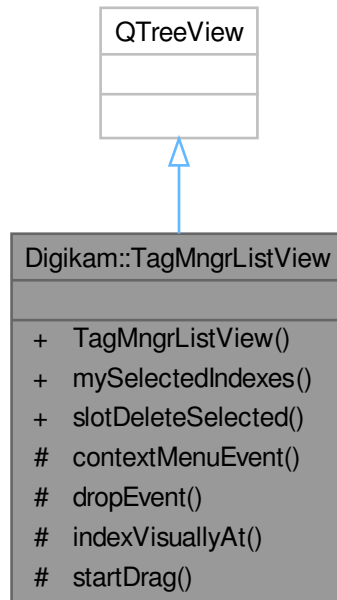 QTreeView
Digikam::TagMngrListView
+ TagMngrListView()
+ mySelectedIndexes()
+ slotDeleteSelected()
# contextMenuEvent()
# dropEvent()
# indexVisuallyAt()
# startDrag()